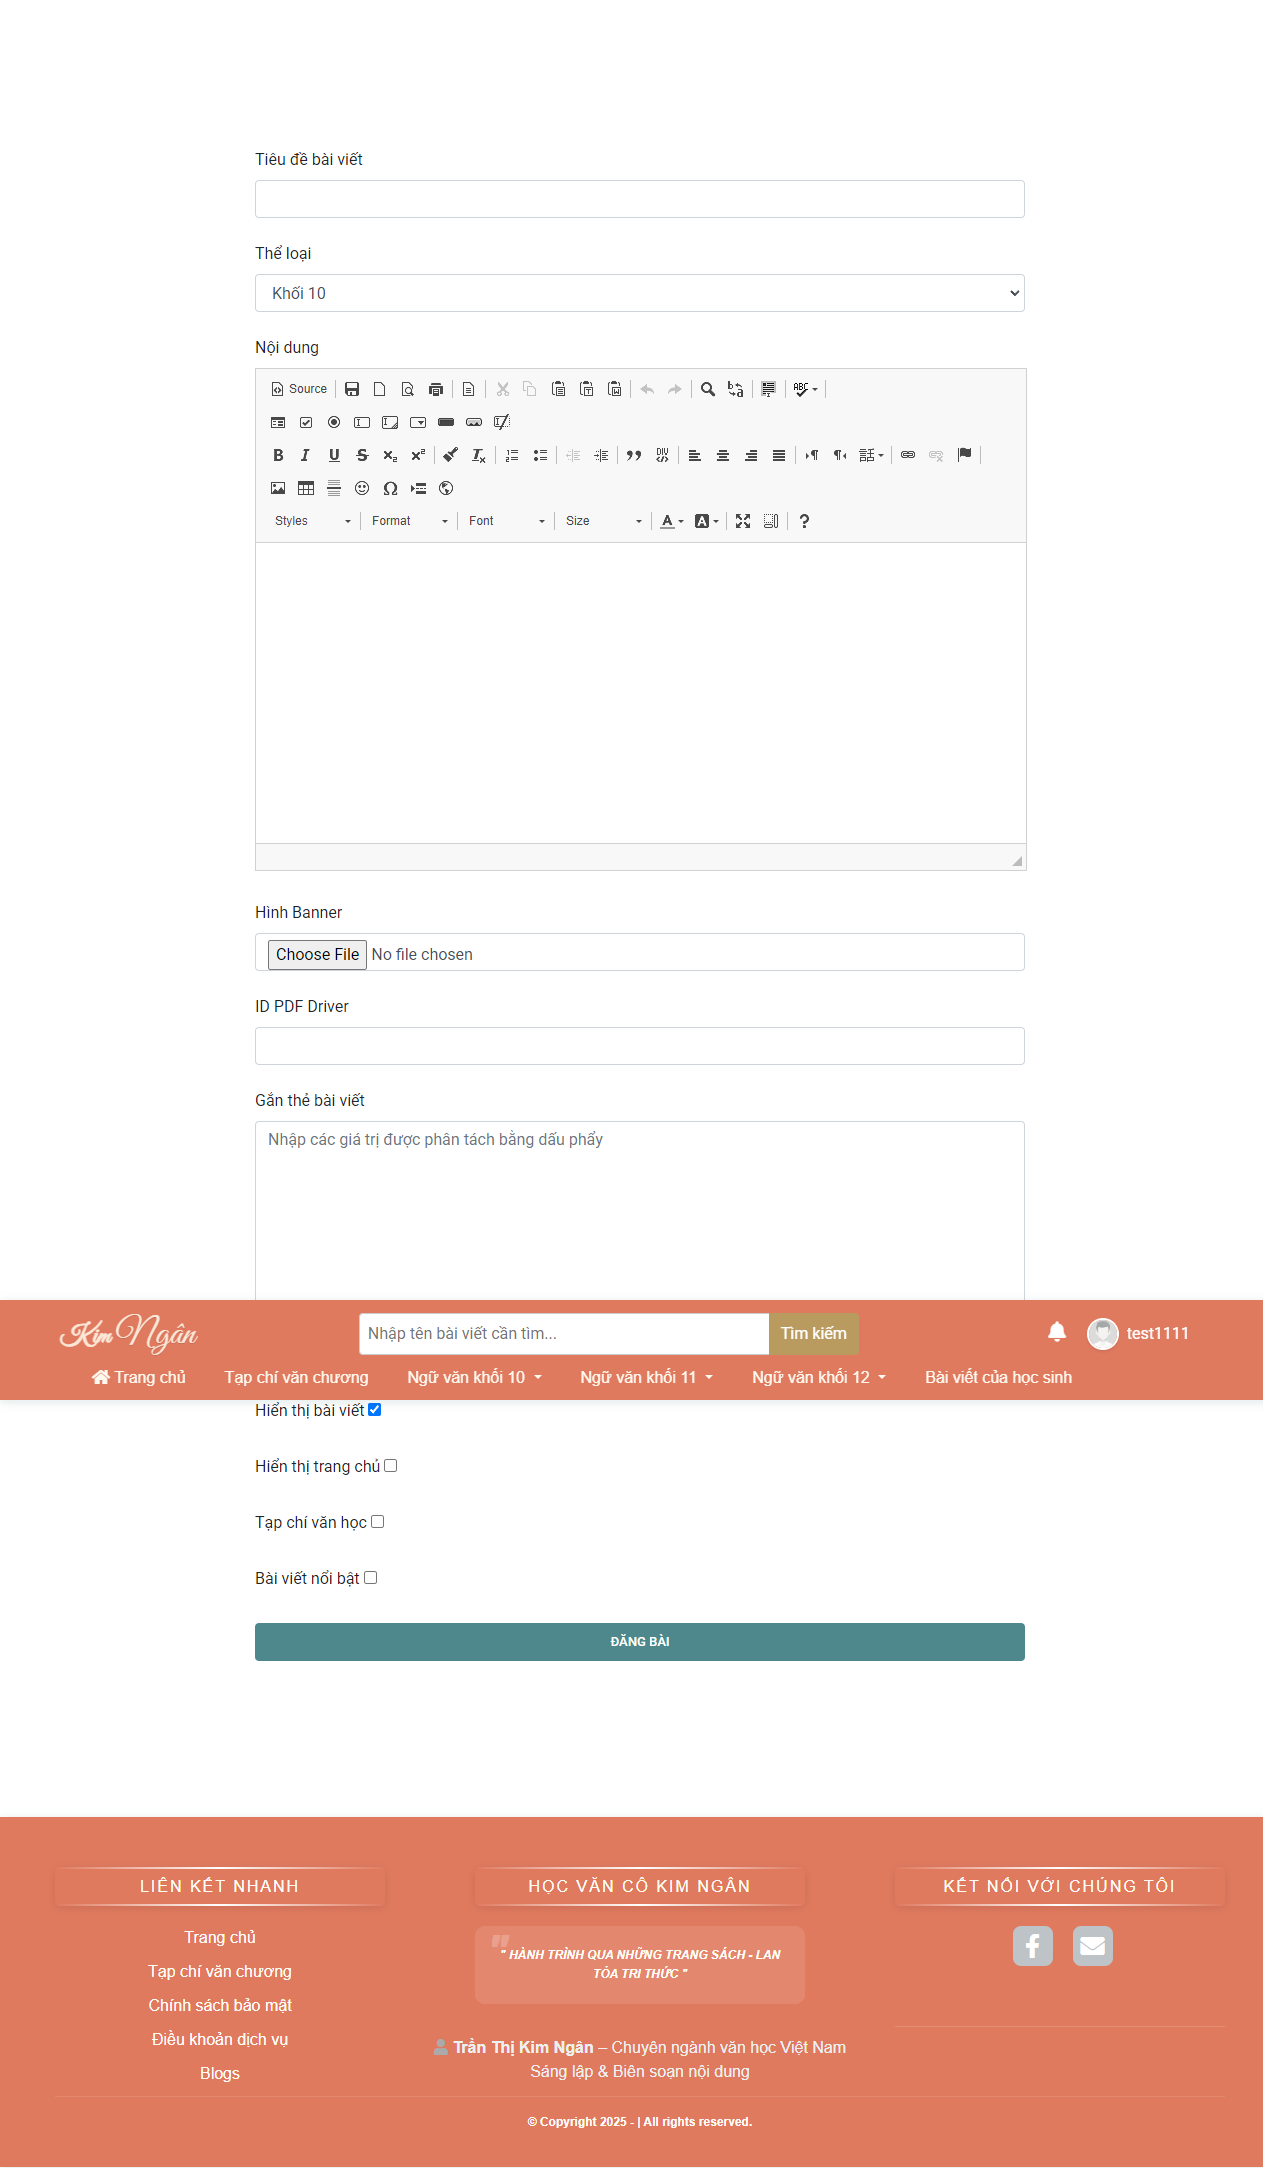 Tiêu đề bài viết
Thể loại
Khối 10
Nội dung
Source
Styles Format Font Size
Hình Banner
Choose File No file chosen
ID PDF Driver
Gắn thẻ bài viết
Nhập các giá trị được phân tách bằng dấu phẩy
Kim Ngân Nhập tên bài viết cần tìm... Tìm kiếm test1111
Trang chủ Tạp chí văn chương Ngữ văn khối 10 Ngữ văn khối 11 Ngữ văn khối 12 Bài viết của học sinh
Hiển thị bài viết
Hiển thị trang chủ
Tạp chí văn học
Bài viết nổi bật
ĐĂNG BÀI
LIÊN KẾT NHANH
Trang chủ
Tạp chí văn chương
Chính sách bảo mật
Điều khoản dịch vụ
Blogs
HỌC VĂN CÔ KIM NGÂN
" HÀNH TRÌNH QUA NHỮNG TRANG SÁCH - LAN
TỎA TRI THỨC "
Trần Thị Kim Ngân – Chuyên ngành văn học Việt Nam
Sáng lập & Biên soạn nội dung
KẾT NỐI VỚI CHÚNG TÔI
© Copyright 2025 - | All rights reserved.